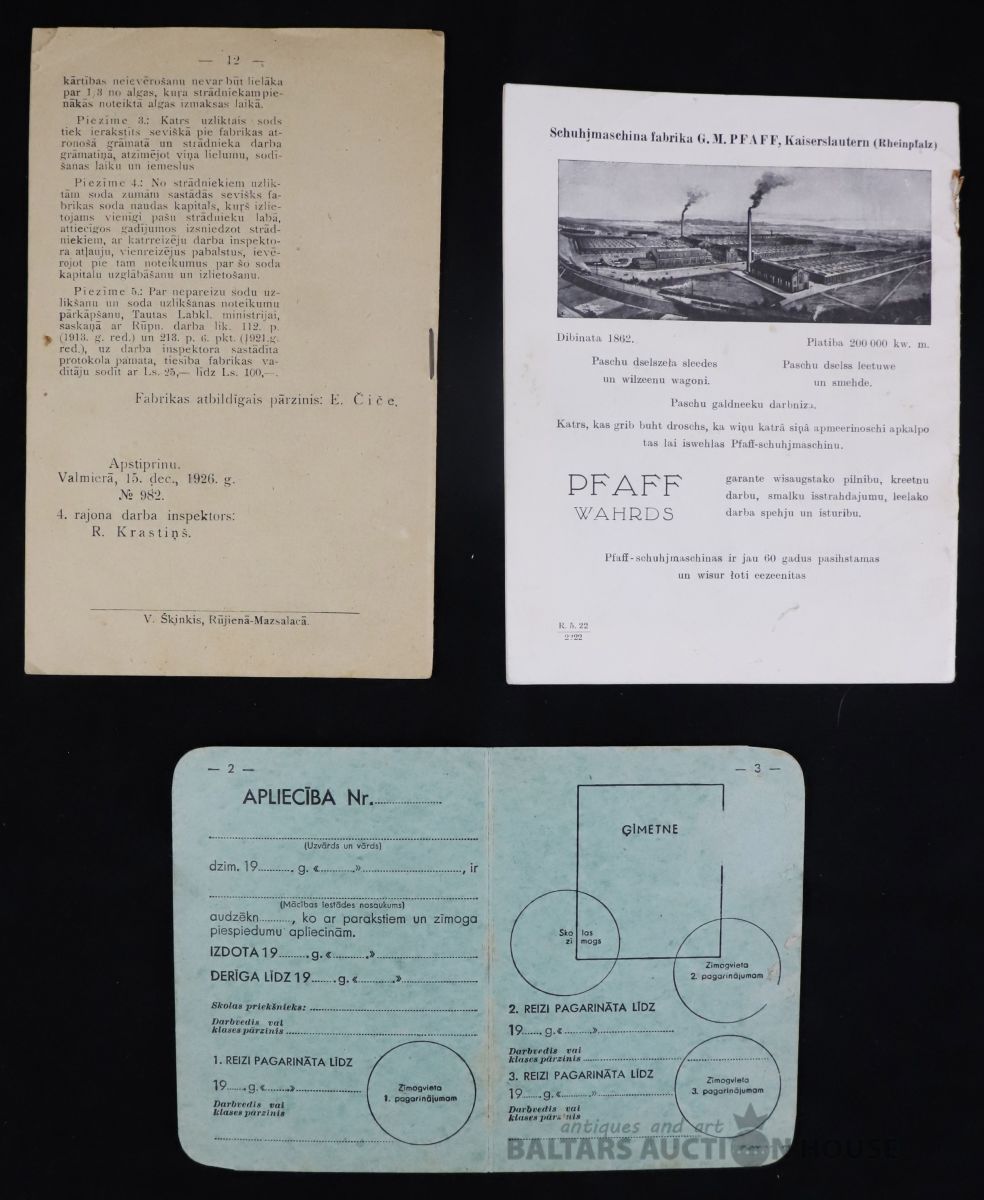 — 12 —
kārtības neievērošanu nevar būt lielāka
par 1/3 no algas, kuŗa strādniekam pie-
nākās noteiktā algas izmaksas laikā.
Piezīme 3.: Katrs uzliktais sods
tiek ierakstīts sevišķā pie fabrikas at-
ronošā grāmatā un strādnieka darba
grāmatiņā, atzīmējot viņa lielumu, sodī-
šanas laiku un iemeslus
Piezīme 4.: No strādniekiem uzlik-
tām soda zumām sastādās sevišķs fa-
brikas soda naudas kapitals, kuŗš izlie-
tojams vienīgi pašu strādnieku labā,
attiecīgos gadījumos izsniedzot strād-
niekiem, ar katrreizēju darba inspekto-
ra atļauju, vienreizējus pabalstus, ievē-
rojot pie tam noteikumus par šo soda
kapitalu uzglābāšanu un izlietošanu.
Piezīme 5.: Par nepareizu sodu uz-
likšanu un soda uzlikšanas noteikumu
pārkāpšanu, Tautas Labkl. ministrijai,
saskaņā ar Rūpn. darba lik. 112. p.
(1913. g. red.) un 213. p. 6. pkt. (1921.g.
red.), uz darba inspektora sastādīta
protokola pamata, tiesība fabrikas va-
dītāju sodīt ar Ls. 25,— līdz Ls. 100,—.
Fabrikas atbildīgais pārzinis: E. Čiče.
Apstiprinu.
Valmierā, 15. dec., 1926. g.
№ 982.
4. rajona darba inspektors:
R. Krastiņš.
V. Šķinkis, Rūjienā-Mazsalacā.
Schuhjmaschina fabrika G. M. PFAFF, Kaiserslautern (Rheinpfalz)
Dibinata 1862.
Platiba 200 000 kw. m.
Paschu dselszeła sleedes
un wilzeenu wagoni.
Paschu dselss leetuwe
un smehde.
Paschu galdneeku darbniza.
Katrs, kas grib buht droschs, ka wiņu katrā siņā apmeerinoschi apkalpo
tas lai iswehlas Pfaff-schuhjmaschinu.
PFAFF
WAHRDS
garante wisaugstako pilnibu, kreetnu
darbu, smalku isstrahdajumu, leelako
darba spehju un isturibu.
Pfaff-schuhjmaschinas ir jau 60 gadus pasihstamas
un wisur łoti eezeenitas
R. 5. 22
2722
— 2 —
APLIECĪBA Nr.
(Uzvārds un vārds)
dzim. 19......... g. «.........».........................., ir
(Mācības iestādes nosaukums)
audzēkn.........., ko ar parakstiem un zīmoga
piespiedumu apliecinām.
IZDOTA 19........g. «..........»
DERĪGA LĪDZ 19.......g. «...........»
Skolas priekšnieks:
Darbvedis vai
klases pārzinis
1. REIZI PAGARINĀTA LĪDZ
19......g. «.........»
Darbvedis vai
klases pārzinis
Zīmogvieta
1. pagarinājumam
— 3 —
ĢĪMETNE
Skolas
zīmogs
Zīmogvieta
2. pagarinājumam
2. REIZI PAGARINĀTA LĪDZ
19......g. «.........»
Darbvedis vai
klases pārzinis
3. REIZI PAGARINĀTA LĪDZ
19......g. «.........»
Darbvedis vai
klases pārzinis
Zīmogvieta
3. pagarinājumam
antiques and art
BALTARS AUCTION HOUSE